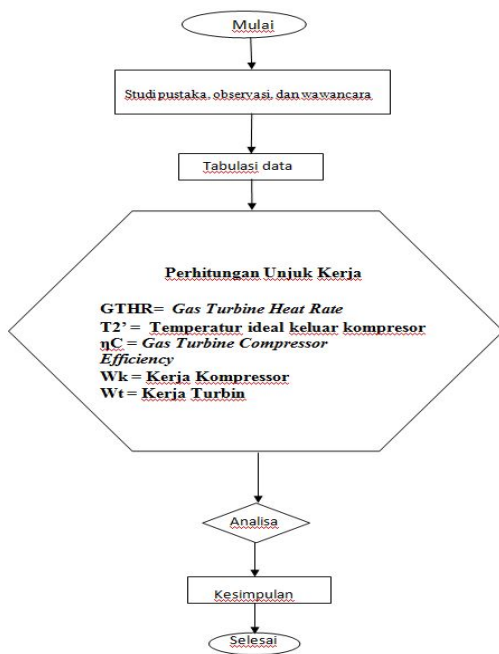 Mulai
Studi pustaka, observasi, dan wawancara
Tabulasi data
Perhitungan Unjuk Kerja
GTHR= Gas Turbine Heat Rate
T2’ = Temperatur ideal keluar kompresor
ηC = Gas Turbine Compressor
Efficiency
Wk = Kerja Kompressor
Wt = Kerja Turbin
Analisa
Kesimpulan
Selesai